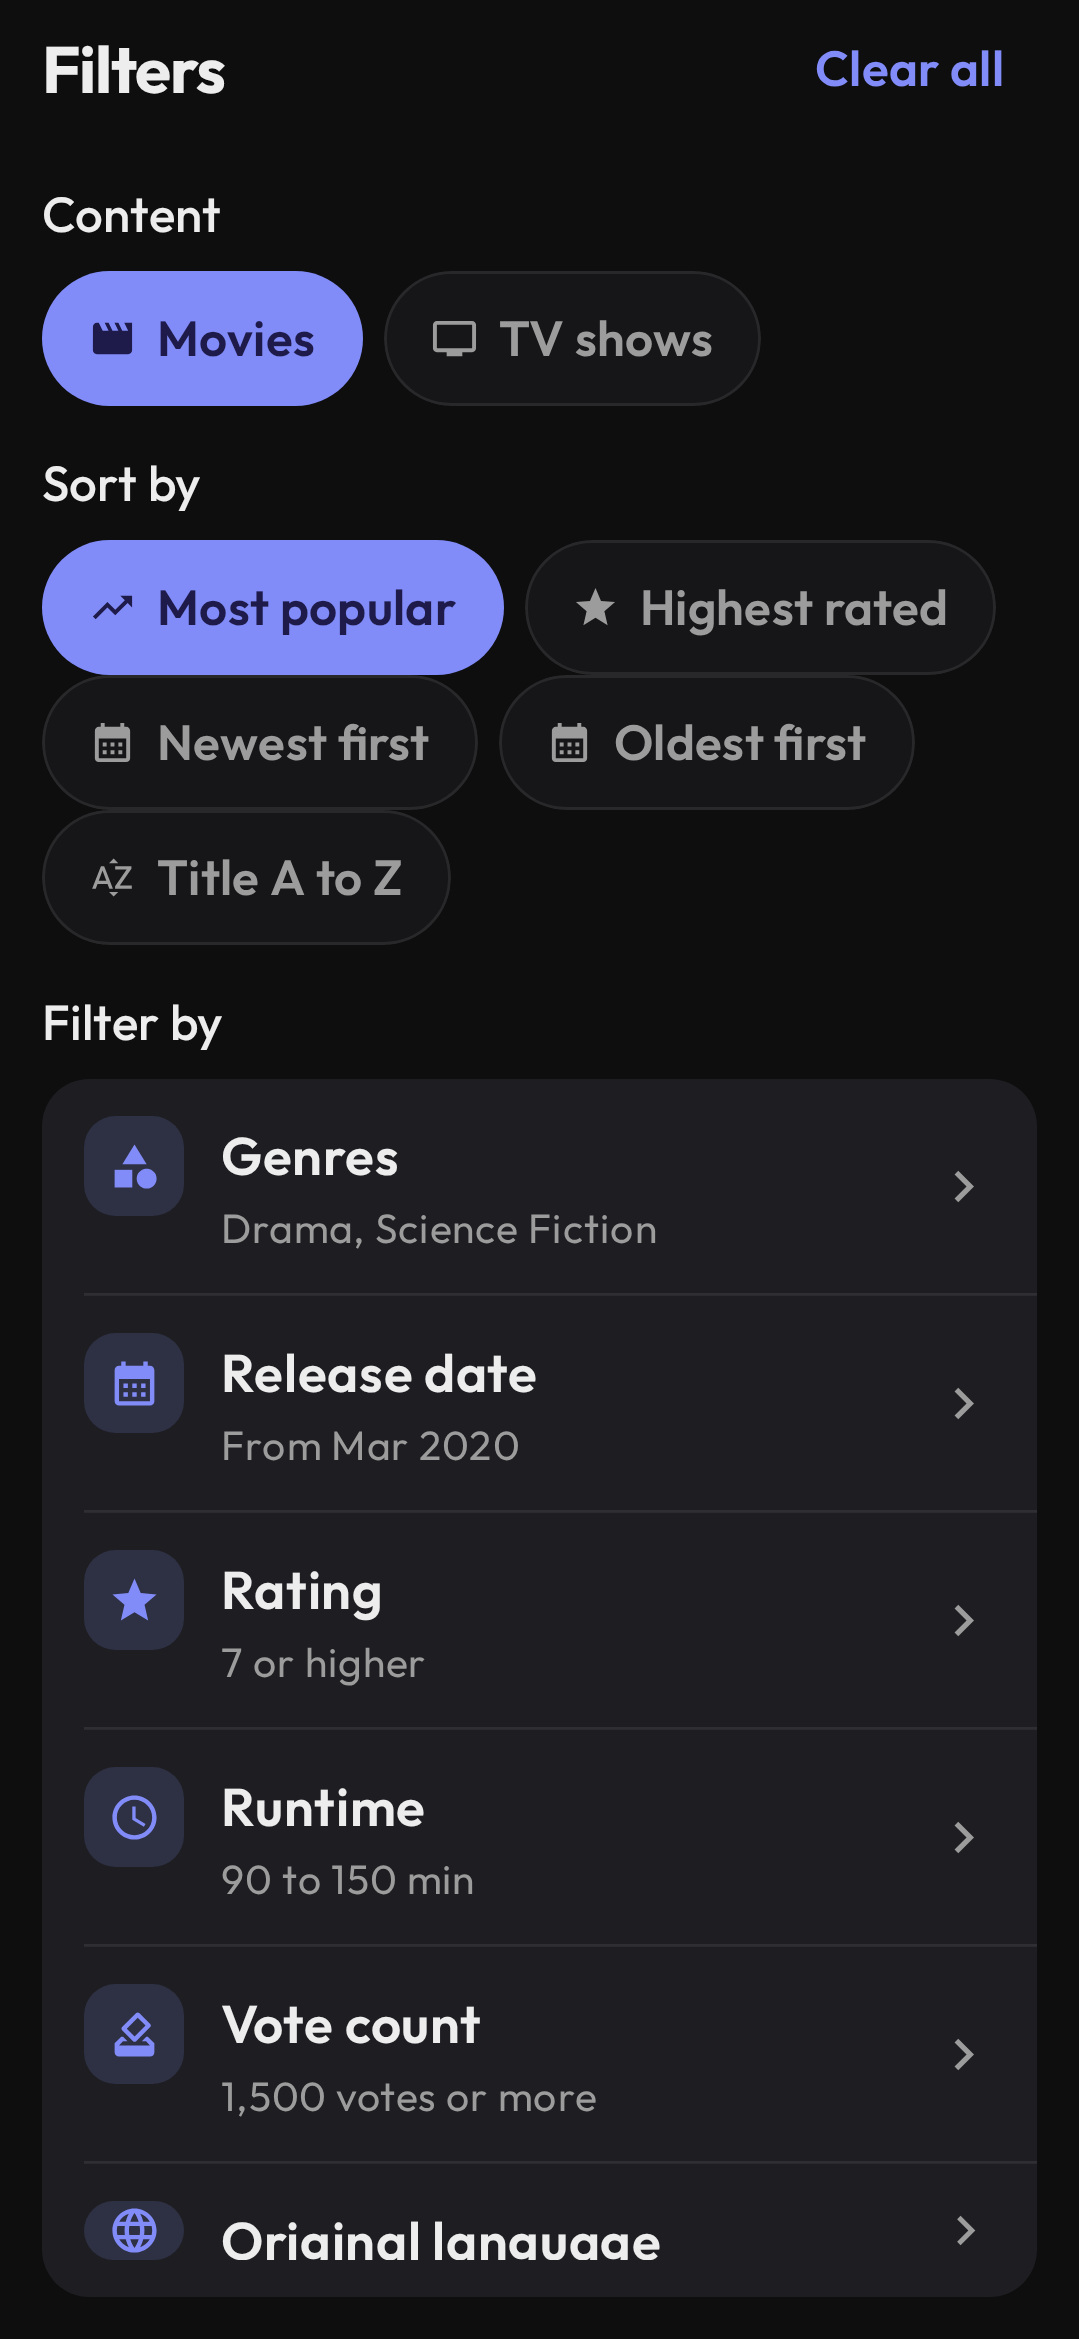 Filters
Clear all
Content
Movies
TV shows
Sort by
Most popular
Highest rated
Newest first
Oldest first
AZ Title A to Z
Filter by
Genres
Drama, Science Fiction
Release date
From Mar 2020
Rating
7 or higher
Runtime
90 to 150 min
Vote count
1,500 votes or more
Original language